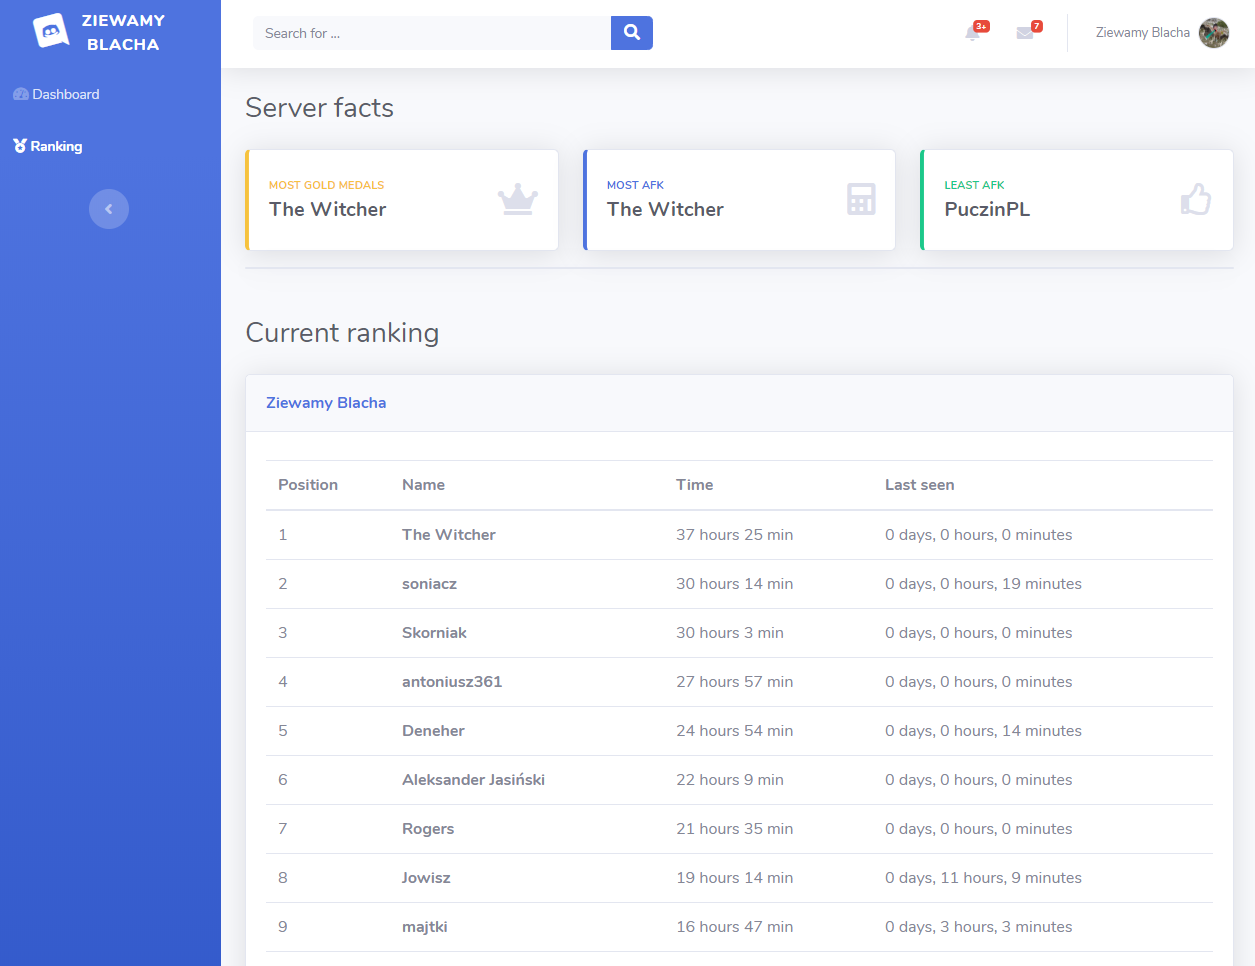 ZIEWAMY
BLACHA
Search for ...
3+
7
Ziewamy Blacha
Dashboard
Ranking
Server facts
MOST GOLD MEDALS
The Witcher
MOST AFK
The Witcher
LEAST AFK
PuczinPL
Current ranking
Ziewamy Blacha
Position Name Time Last seen
1 The Witcher 37 hours 25 min 0 days, 0 hours, 0 minutes
2 soniacz 30 hours 14 min 0 days, 0 hours, 19 minutes
3 Skorniak 30 hours 3 min 0 days, 0 hours, 0 minutes
4 antoniusz361 27 hours 57 min 0 days, 0 hours, 0 minutes
5 Deneher 24 hours 54 min 0 days, 0 hours, 14 minutes
6 Aleksander Jasiński 22 hours 9 min 0 days, 0 hours, 0 minutes
7 Rogers 21 hours 35 min 0 days, 0 hours, 0 minutes
8 Jowisz 19 hours 14 min 0 days, 11 hours, 9 minutes
9 majtki 16 hours 47 min 0 days, 3 hours, 3 minutes